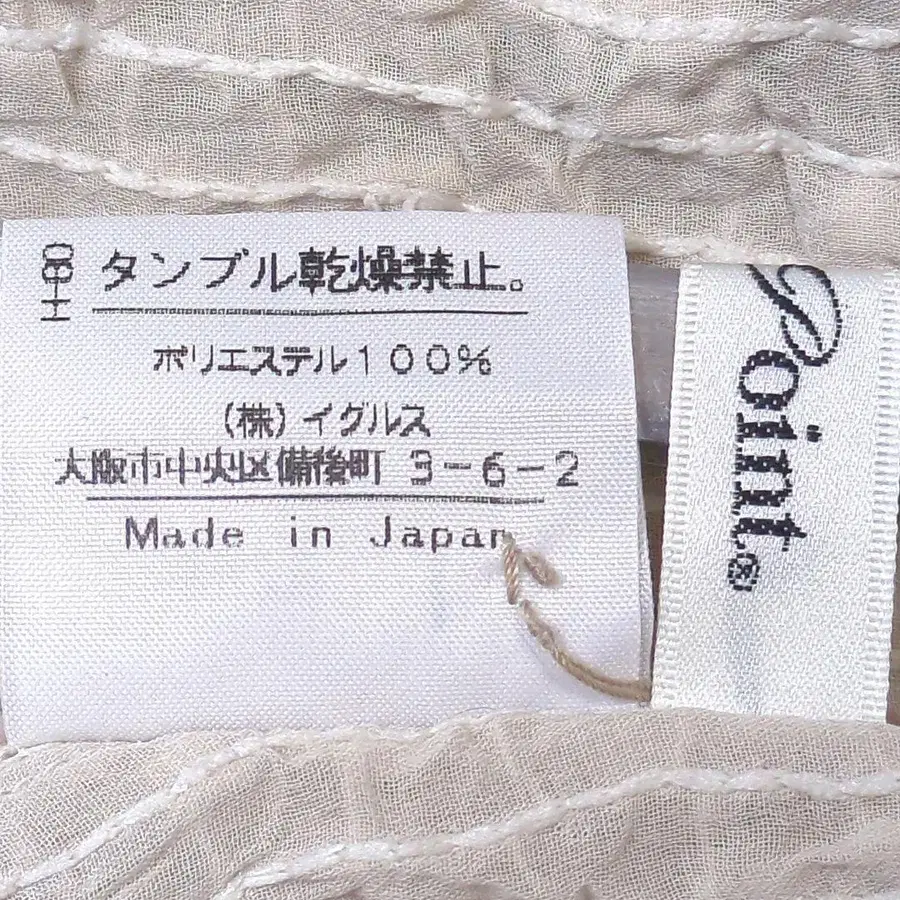 タンブル乾燥禁止。
ポリエステル100%
(株)イグルス
大阪市中央区備後町 3-6-2
Made in Japan
Point.®